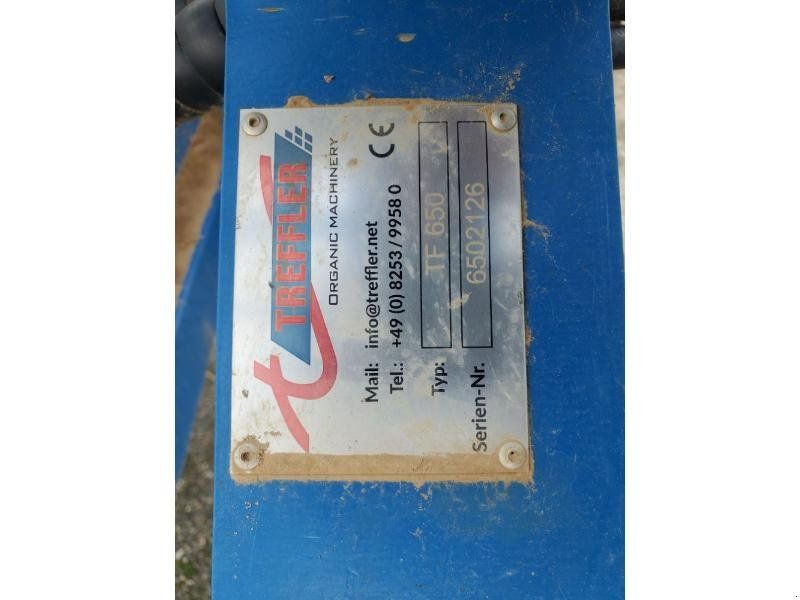 t TREFFLER
ORGANIC MACHINERY
Mail: info@treffler.net
Tel.: +49 (0) 8253 / 9958 0 CE
Typ: TF 650
Serien-Nr. 6502126